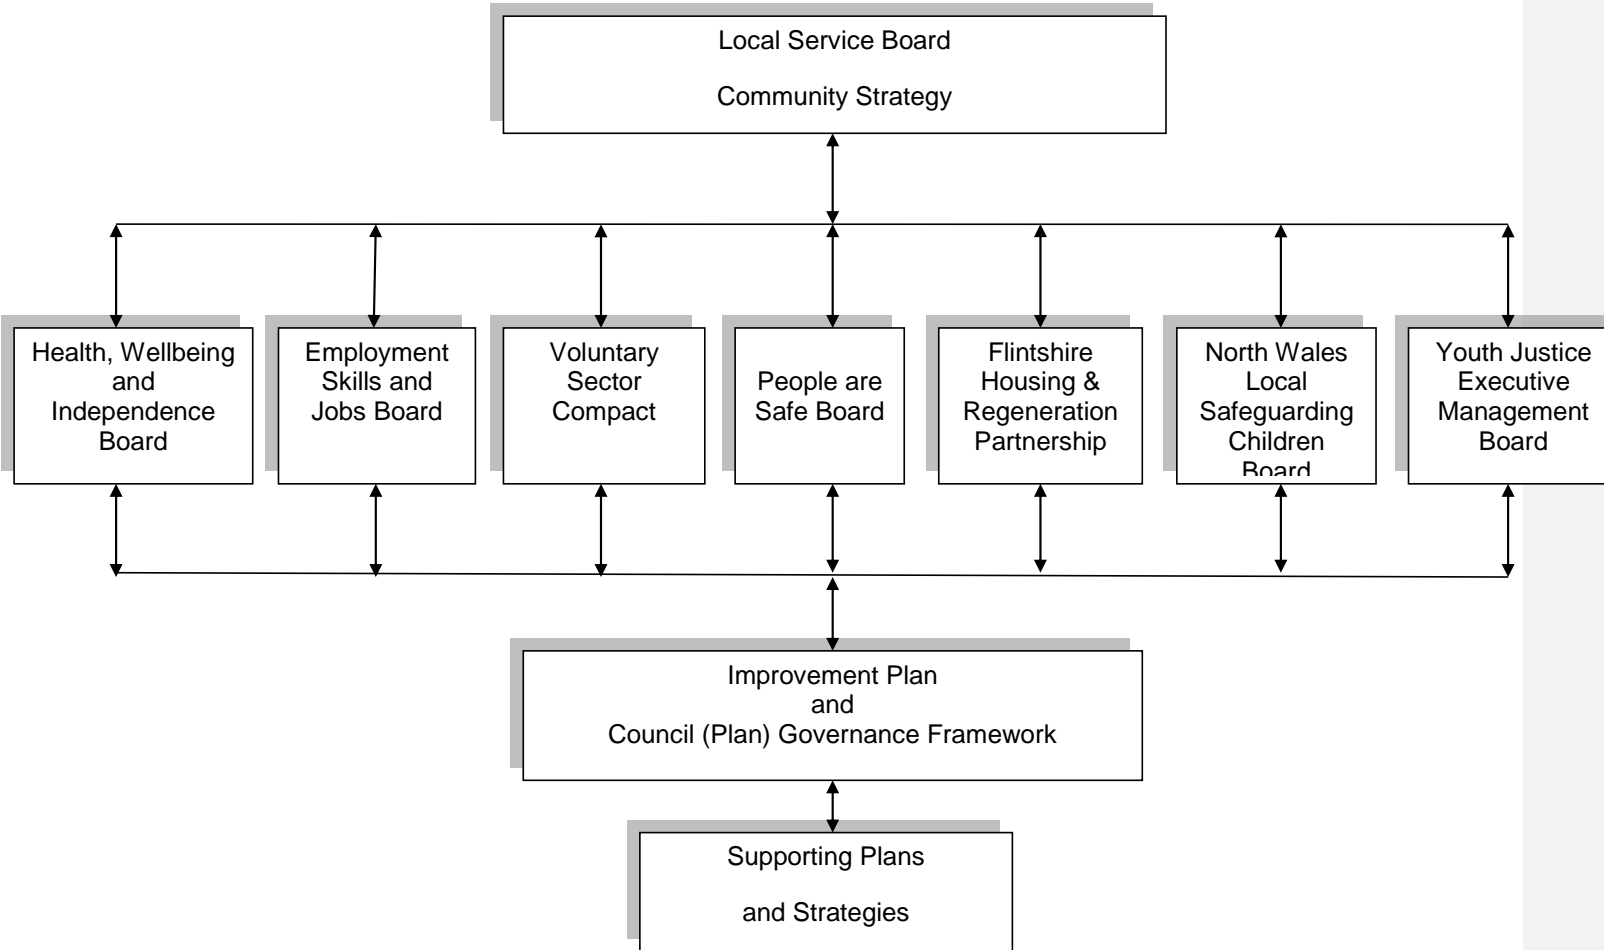 Local Service Board
Community Strategy
Health, Wellbeing
and
Independence
Board
Employment
Skills and
Jobs Board
Voluntary
Sector
Compact
People are
Safe Board
Flintshire
Housing &
Regeneration
Partnership
North Wales
Local
Safeguarding
Children
Board
Youth Justice
Executive
Management
Board
Improvement Plan
and
Council (Plan) Governance Framework
Supporting Plans
and Strategies